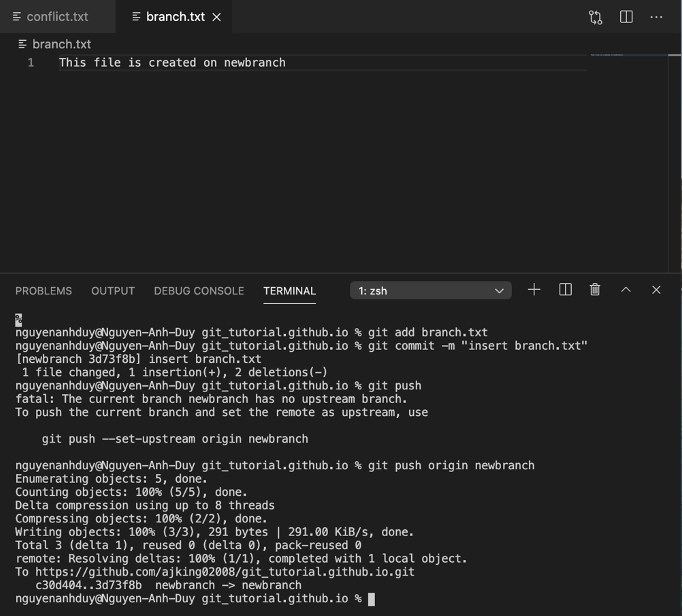 conflict.txt
branch.txt
branch.txt
1 This file is created on newbranch
PROBLEMS OUTPUT DEBUG CONSOLE TERMINAL 1: zsh
nguyenanhduy@Nguyen-Anh-Duy git_tutorial.github.io % git add branch.txt
nguyenanhduy@Nguyen-Anh-Duy git_tutorial.github.io % git commit -m "insert branch.txt"
[newbranch 3d73f8b] insert branch.txt
 1 file changed, 1 insertion(+), 2 deletions(-)
nguyenanhduy@Nguyen-Anh-Duy git_tutorial.github.io % git push
fatal: The current branch newbranch has no upstream branch.
To push the current branch and set the remote as upstream, use
    git push --set-upstream origin newbranch
nguyenanhduy@Nguyen-Anh-Duy git_tutorial.github.io % git push origin newbranch
Enumerating objects: 5, done.
Counting objects: 100% (5/5), done.
Delta compression using up to 8 threads
Compressing objects: 100% (2/2), done.
Writing objects: 100% (3/3), 291 bytes | 291.00 KiB/s, done.
Total 3 (delta 1), reused 0 (delta 0), pack-reused 0
remote: Resolving deltas: 100% (1/1), completed with 1 local object.
To https://github.com/ajking02008/git_tutorial.github.io.git
   c30d404..3d73f8b  newbranch -> newbranch
nguyenanhduy@Nguyen-Anh-Duy git_tutorial.github.io %